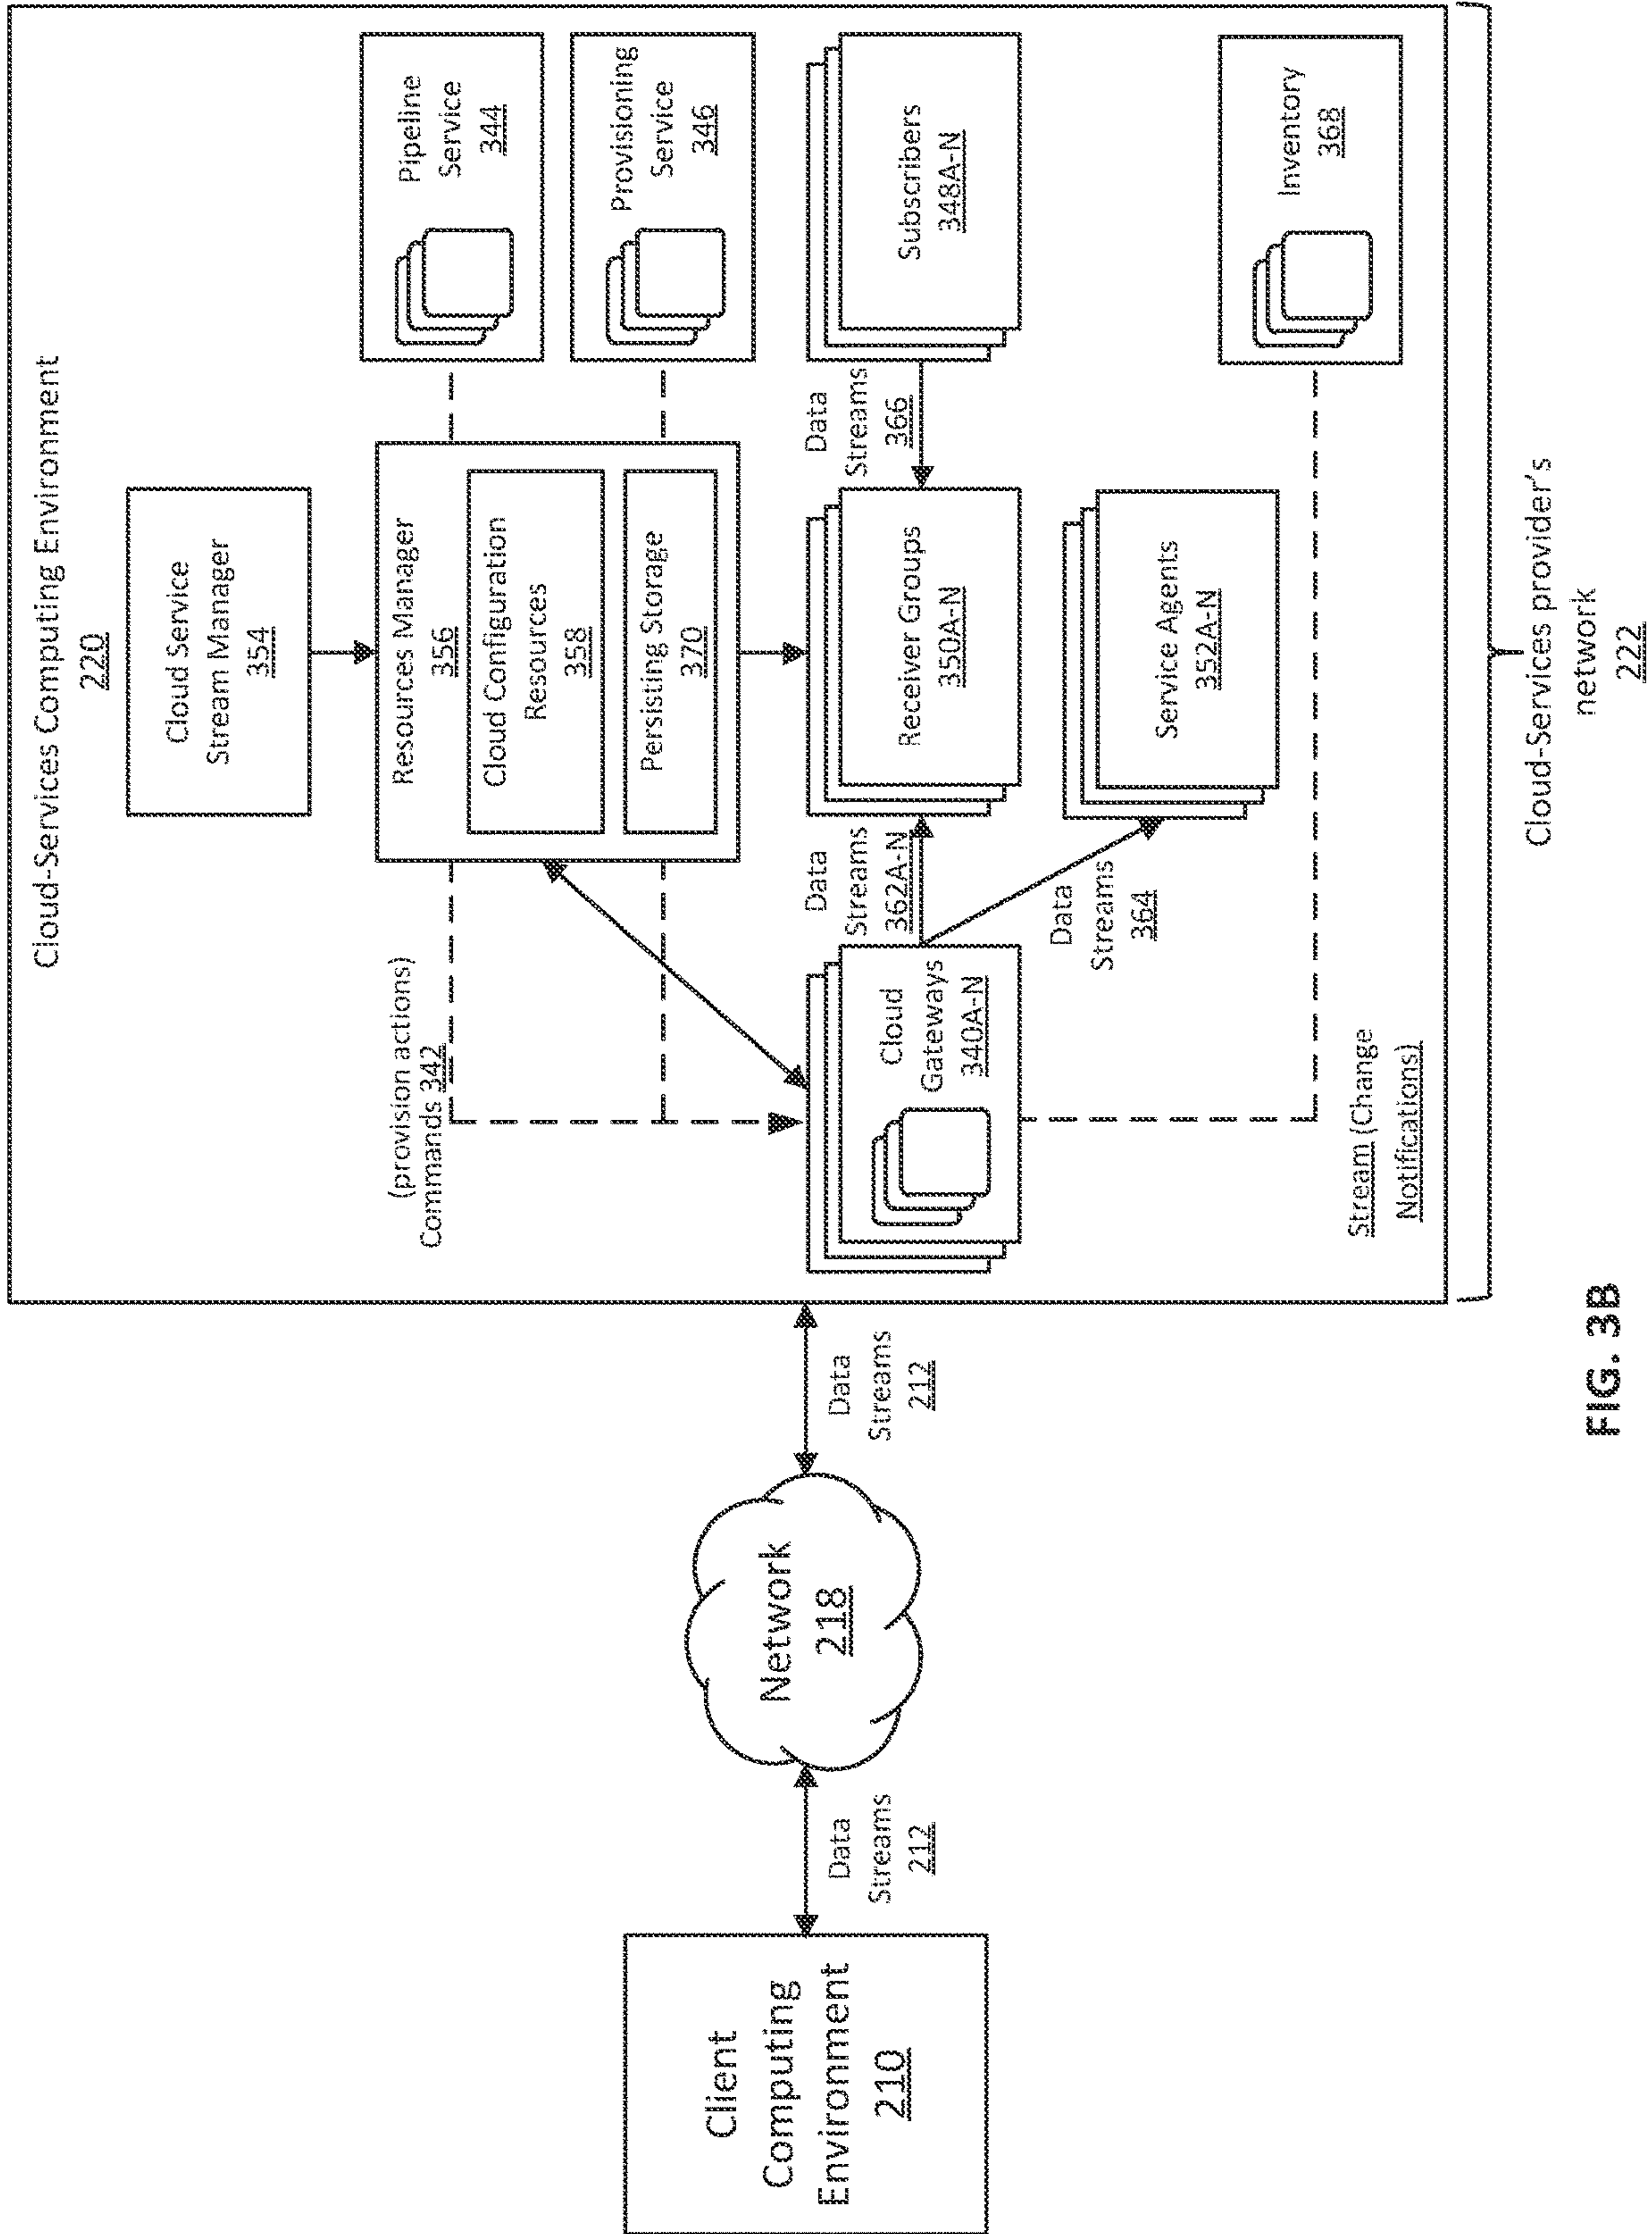 Cloud-Services Computing Environment
220
Cloud Service
Stream Manager
354
Resources Manager
356
Cloud Configuration
Resources
358
Persisting Storage
370
Pipeline
Service
344
Provisioning
Service
346
(provision actions)
Commands 342
Data
Streams
362A-N
Data
Streams
366
Subscribers
348A-N
Receiver Groups
350A-N
Cloud
Gateways
340A-N
Data
Streams
364
Service Agents
352A-N
Inventory
368
Stream (Change
Notifications)
Client
Computing
Environment
210
Data
Streams
212
Network
218
Data
Streams
212
Cloud-Services provider's
network
222
FIG. 3B